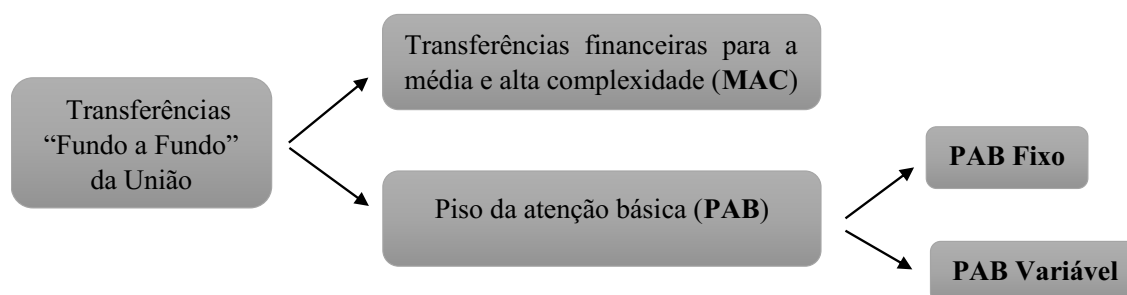 Transferências
“Fundo a Fundo”
da União
Transferências financeiras para a
média e alta complexidade (MAC)
Piso da atenção básica (PAB)
PAB Fixo
PAB Variável